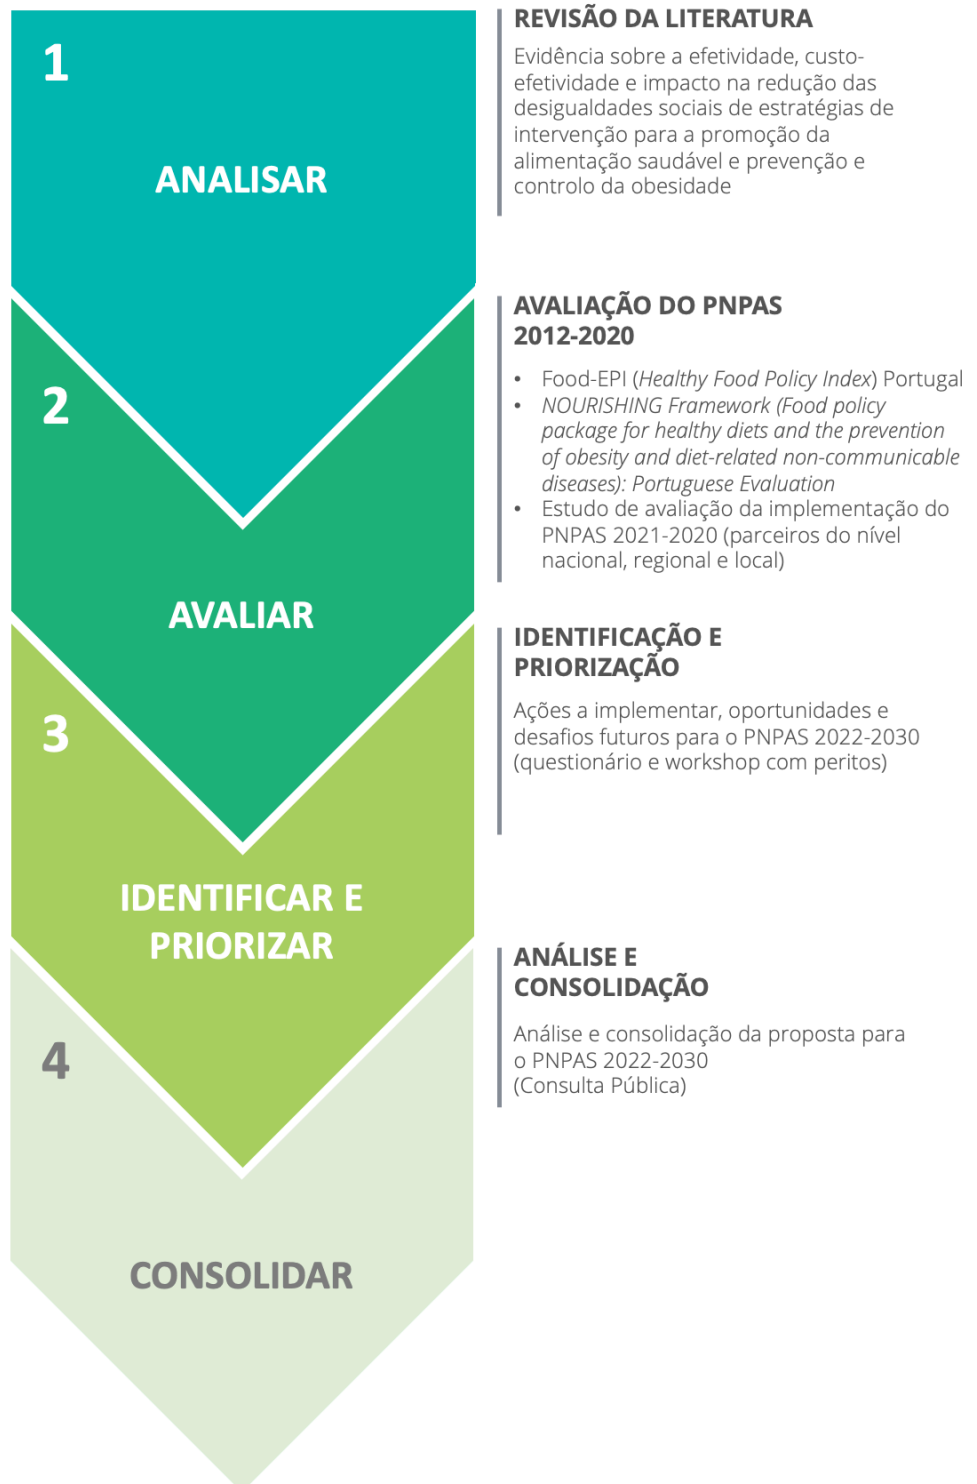 1
ANALISAR
REVISÃO DA LITERATURA
Evidência sobre a efetividade, custo-
efetividade e impacto na redução das
desigualdades sociais de estratégias de
intervenção para a promoção da
alimentação saudável e prevenção e
controlo da obesidade
2
AVALIAR
AVALIAÇÃO DO PNPAS
2012-2020
• Food-EPI (Healthy Food Policy Index) Portugal
• NOURISHING Framework (Food policy
package for healthy diets and the prevention
of obesity and diet-related non-communicable
diseases): Portuguese Evaluation
• Estudo de avaliação da implementação do
PNPAS 2021-2020 (parceiros do nível
nacional, regional e local)
3
IDENTIFICAR E
PRIORIZAR
IDENTIFICAÇÃO E
PRIORIZAÇÃO
Ações a implementar, oportunidades e
desafios futuros para o PNPAS 2022-2030
(questionário e workshop com peritos)
4
CONSOLIDAR
ANÁLISE E
CONSOLIDAÇÃO
Análise e consolidação da proposta para
o PNPAS 2022-2030
(Consulta Pública)